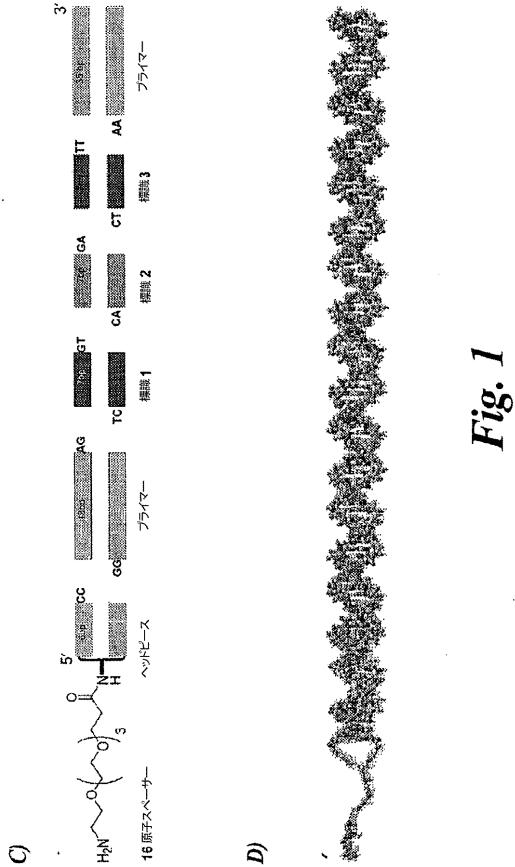 C)
5'
3'
CC
AG
GT
GA
TT
GG
TC
CA
CT
AA
O
N
H
O
O
3
H₂N
16原子スペーサー
ヘッドピース
プライマー
標識 1
標識 2
標識 3
プライマー
D)
Fig. 1